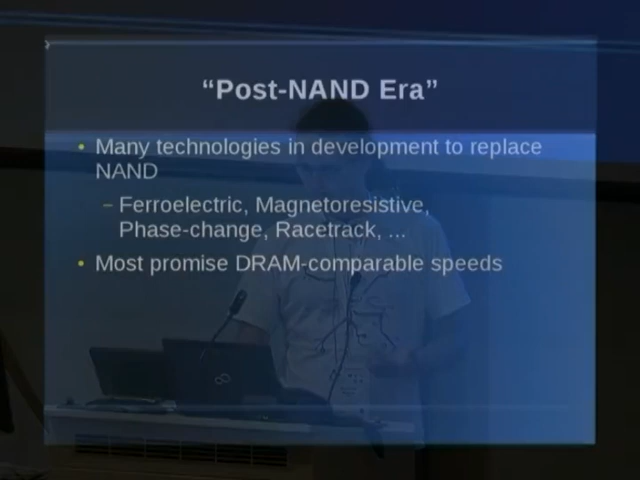 “Post-NAND Era”
• Many technologies in development to replace
NAND
– Ferroelectric, Magnetoresistive,
Phase-change, Racetrack, ...
• Most promise DRAM-comparable speeds